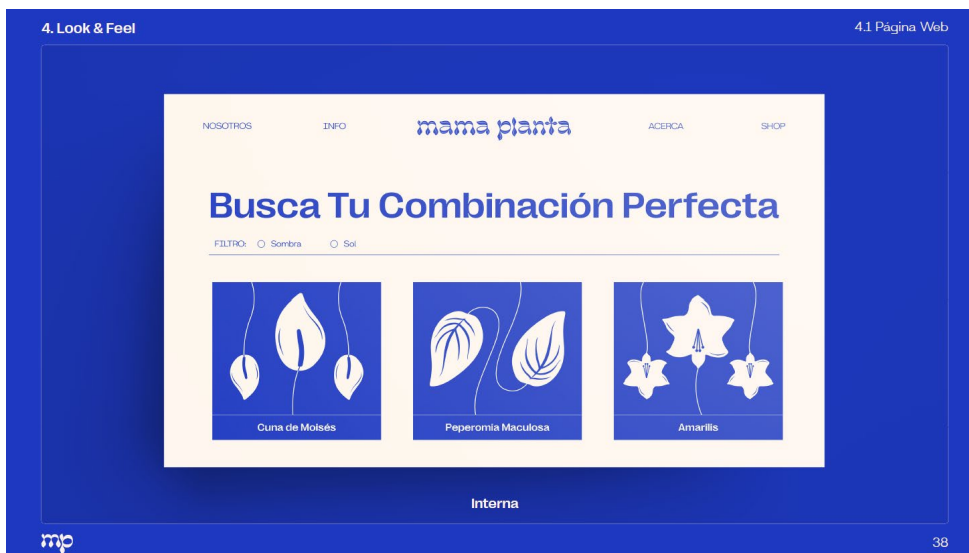 4. Look & Feel
4.1 Página Web
NOSOTROS INFO mama planta ACERCA SHOP
Busca Tu Combinación Perfecta
FILTRO: Sombra Sol
Cuna de Moisés Peperomia Maculosa Amarilis
Interna
mp
38